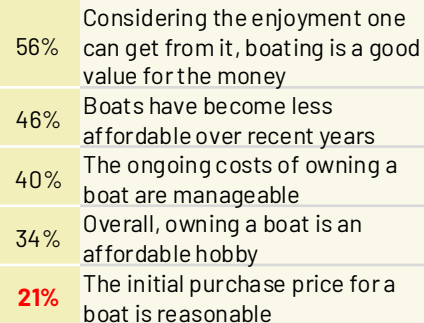 Considering the enjoyment one
56% can get from it, boating is a good
value for the money
46% Boats have become less
affordable over recent years
40% The ongoing costs of owning a
boat are manageable
34% Overall, owning a boat is an
affordable hobby
21% The initial purchase price for a
boat is reasonable